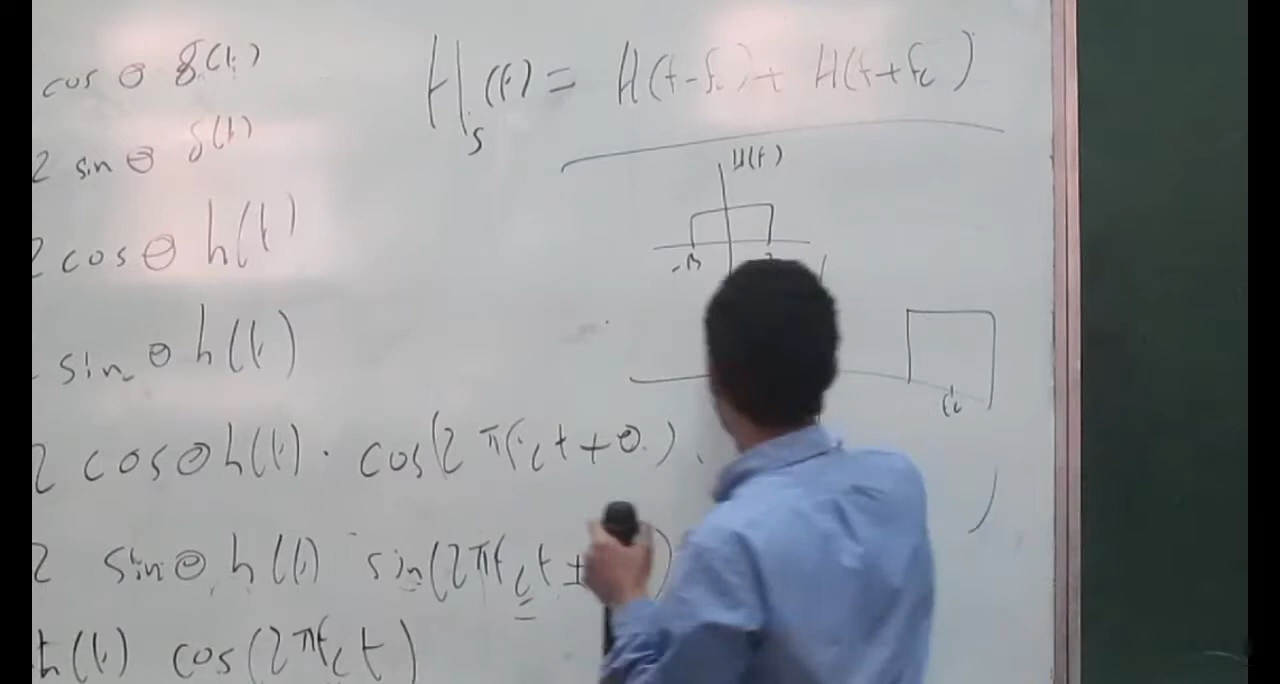 cos θ g(t)
2 sin θ g(t)
2 cos θ h(t)
sin θ h(t)
2 cos θ h(t) · cos(2πf_c t + θ)
2 sin θ h(t) sin(2πf_c t +
h(t) cos(2πf_c t)
H_s(f) = H(f-f_c) + H(f+f_c)
H(f)
-B
f_c